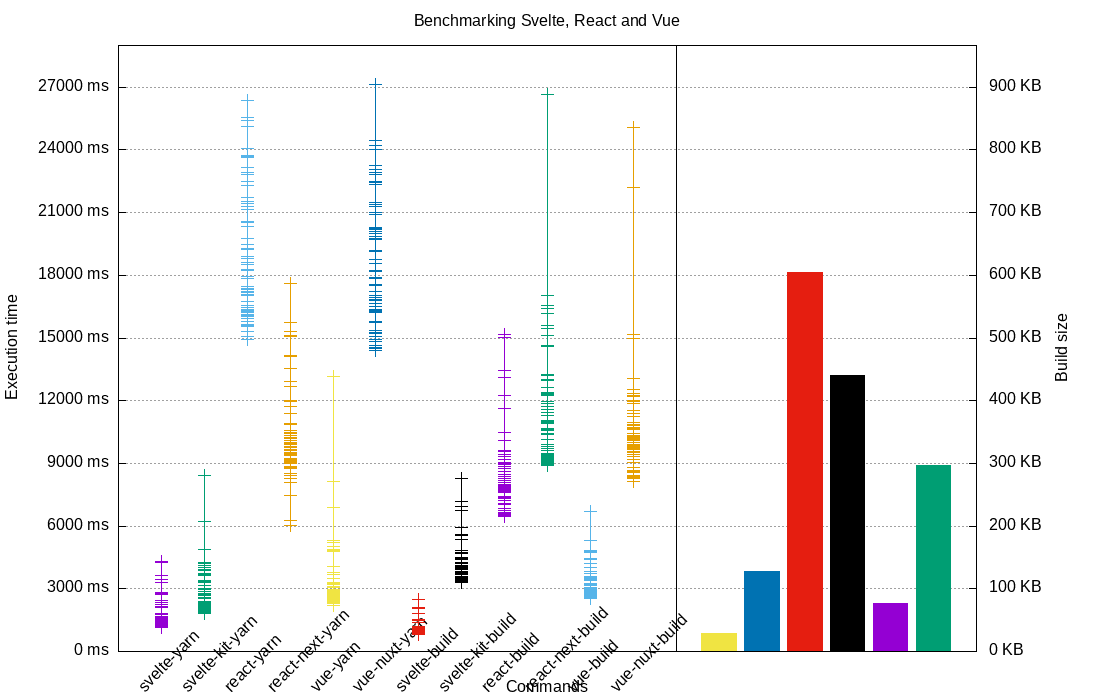 Benchmarking Svelte, React and Vue
27000 ms
24000 ms
21000 ms
18000 ms
15000 ms
12000 ms
9000 ms
6000 ms
3000 ms
0 ms
Execution time
900 KB
800 KB
700 KB
600 KB
500 KB
400 KB
300 KB
200 KB
100 KB
0 KB
Build size
svelte-yarn
svelte-kit-yarn
react-yarn
react-next-yarn
vue-yarn
vue-nuxt-yarn
svelte-build
svelte-kit-build
react-build
react-next-build
vue-build
vue-nuxt-build
Commands